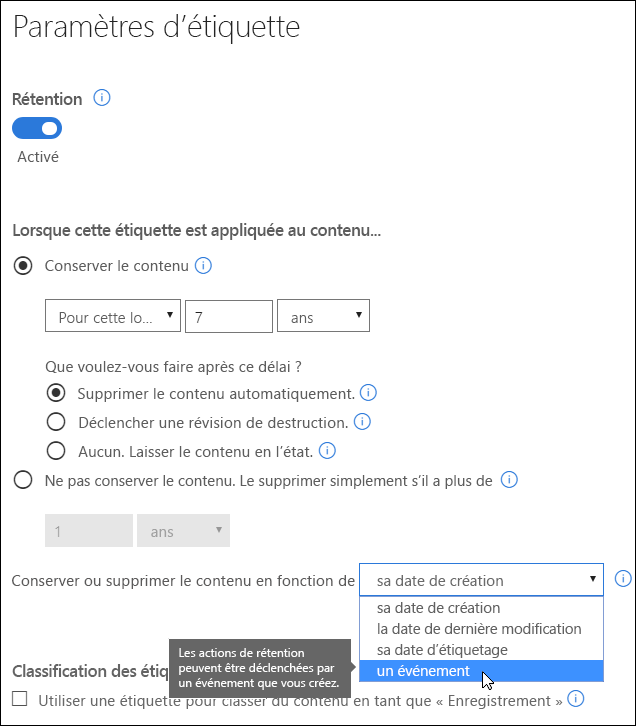 Paramètres d’étiquette
Rétention
Activé
Lorsque cette étiquette est appliquée au contenu...
Conserver le contenu
Pour cette lo... 7 ans
Que voulez-vous faire après ce délai ?
Supprimer le contenu automatiquement.
Déclencher une révision de destruction.
Aucun. Laisser le contenu en l’état.
Ne pas conserver le contenu. Le supprimer simplement s’il a plus de
1 ans
Conserver ou supprimer le contenu en fonction de sa date de création
sa date de création
la date de dernière modification
sa date d’étiquetage
un événement
Les actions de rétention
peuvent être déclenchées par
un événement que vous créez.
Classification des étiq
Utiliser une étiquette pour classer du contenu en tant que « Enregistrement »